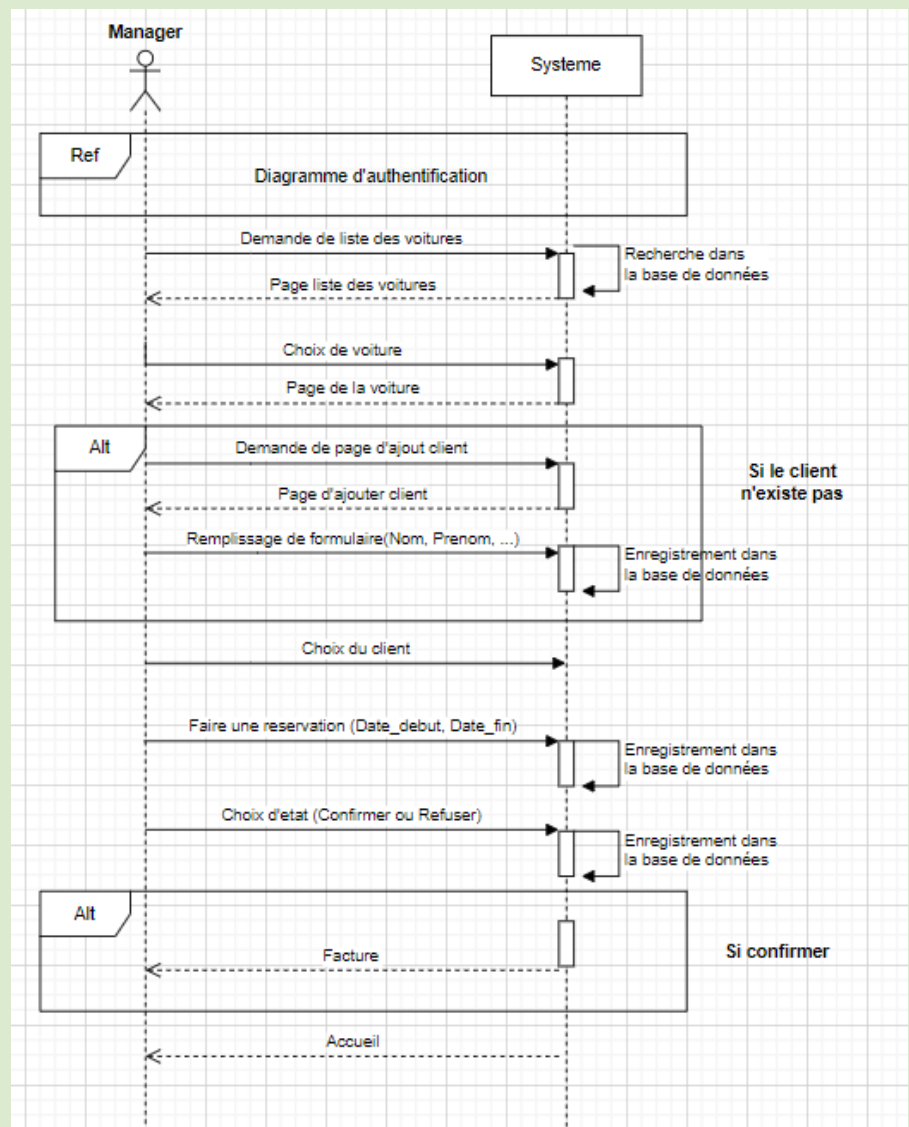 Manager
Systeme
Ref
Diagramme d'authentification
Demande de liste des voitures
Recherche dans
la base de données
Page liste des voitures
Choix de voiture
Page de la voiture
Alt
Demande de page d'ajout client
Si le client
n'existe pas
Page d'ajouter client
Remplissage de formulaire(Nom, Prenom, ...)
Enregistrement dans
la base de données
Choix du client
Faire une reservation (Date_debut, Date_fin)
Enregistrement dans
la base de données
Choix d'etat (Confirmer ou Refuser)
Enregistrement dans
la base de données
Alt
Si confirmer
Facture
Accueil